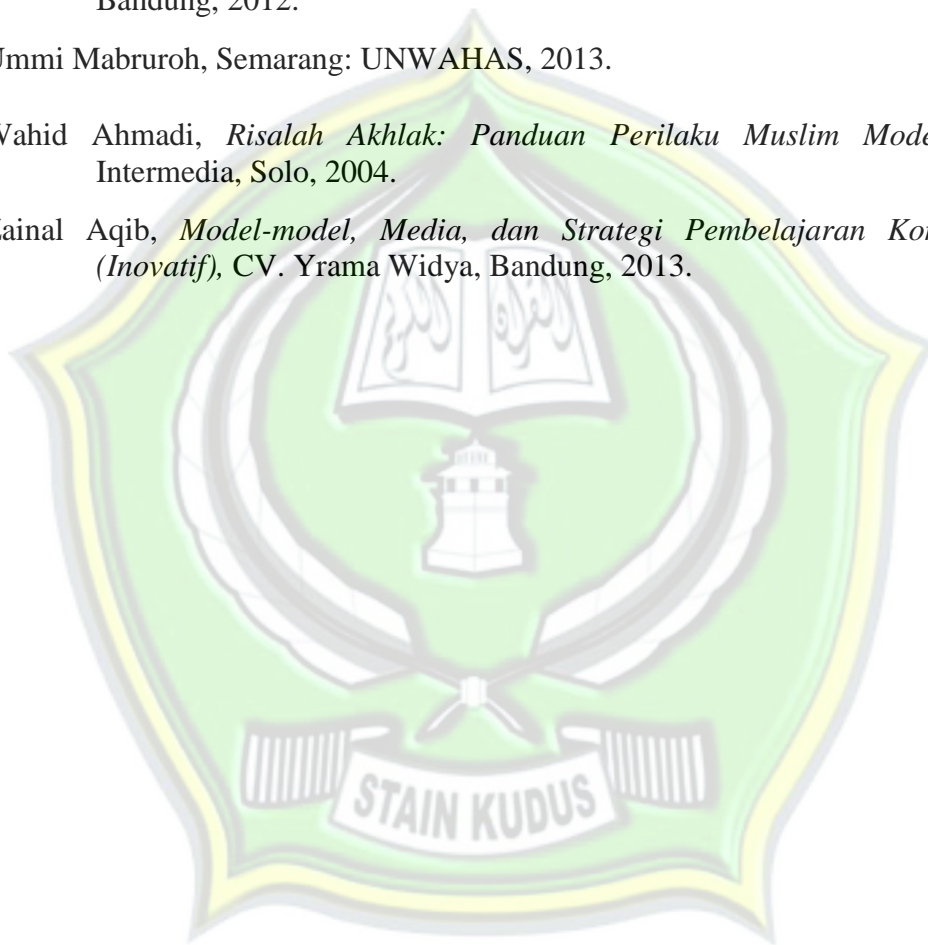 Bandung, 2012.
Ummi Mabruroh, Semarang: UNWAHAS, 2013.
Wahid Ahmadi, Risalah Akhlak: Panduan Perilaku Muslim Mode
Intermedia, Solo, 2004.
Zainal Aqib, Model-model, Media, dan Strategi Pembelajaran Kon
(Inovatif), CV. Yrama Widya, Bandung, 2013.
STAIN KUDUS